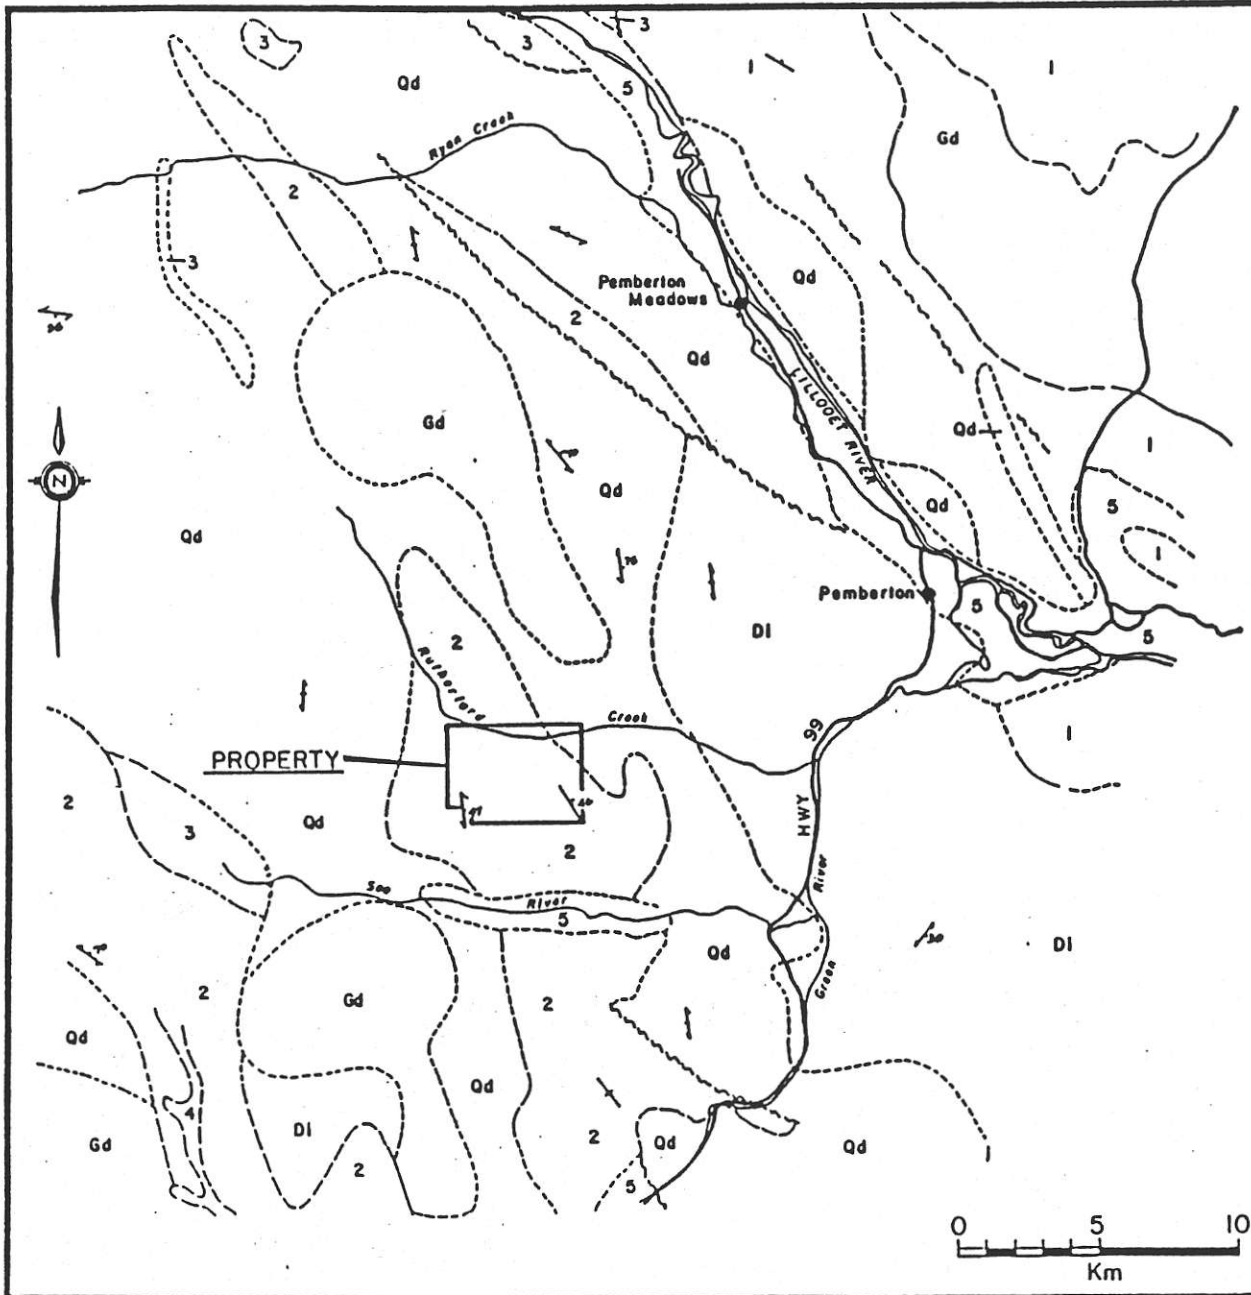 3
3
3
Qd
5
1
1
Gd
Ryan Creek
2
3
Qd
Pemberton
Meadows
2
Qd
LILLOOET RIVER
Gd
Qd
1
Qd
Qd
5
1
N
Qd
Pemberton
5
5
2
DI
Rutherford
Creek
PROPERTY
HWY 99
1
2
3
Qd
2
Soo
River
5
River
Green
30
DI
Qd
2
Gd
2
Qd
Qd
4
DI
Gd
2
2
Qd
Qd
1
5
0 5 10
Km